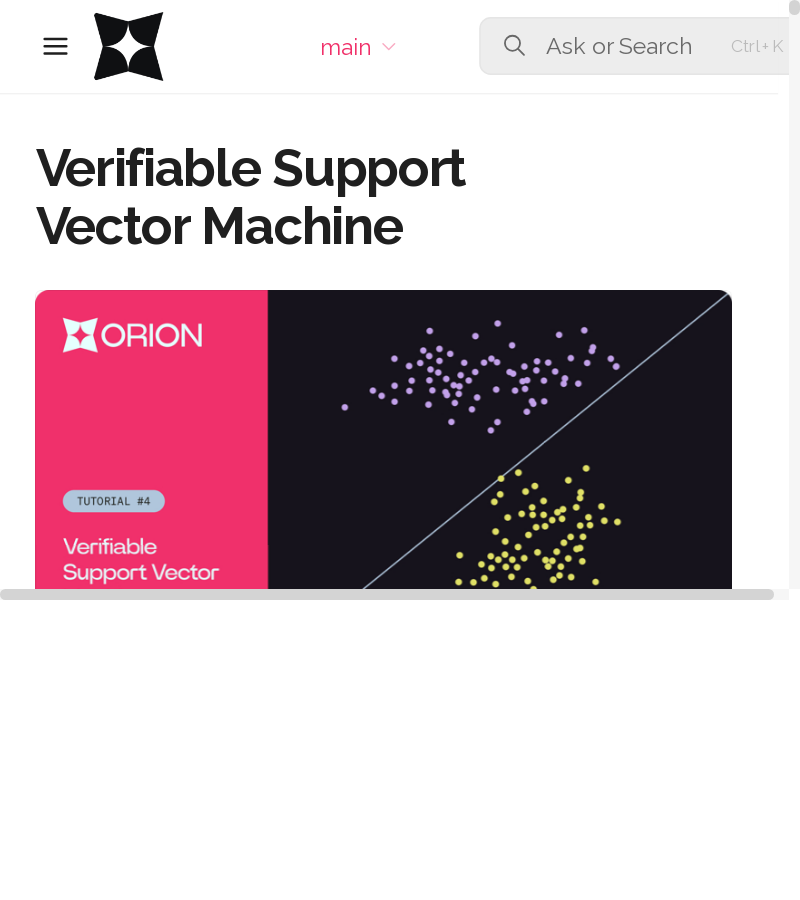 main
Ask or Search
Ctrl+K
Verifiable Support
Vector Machine
ORION
TUTORIAL #4
Verifiable
Support Vector